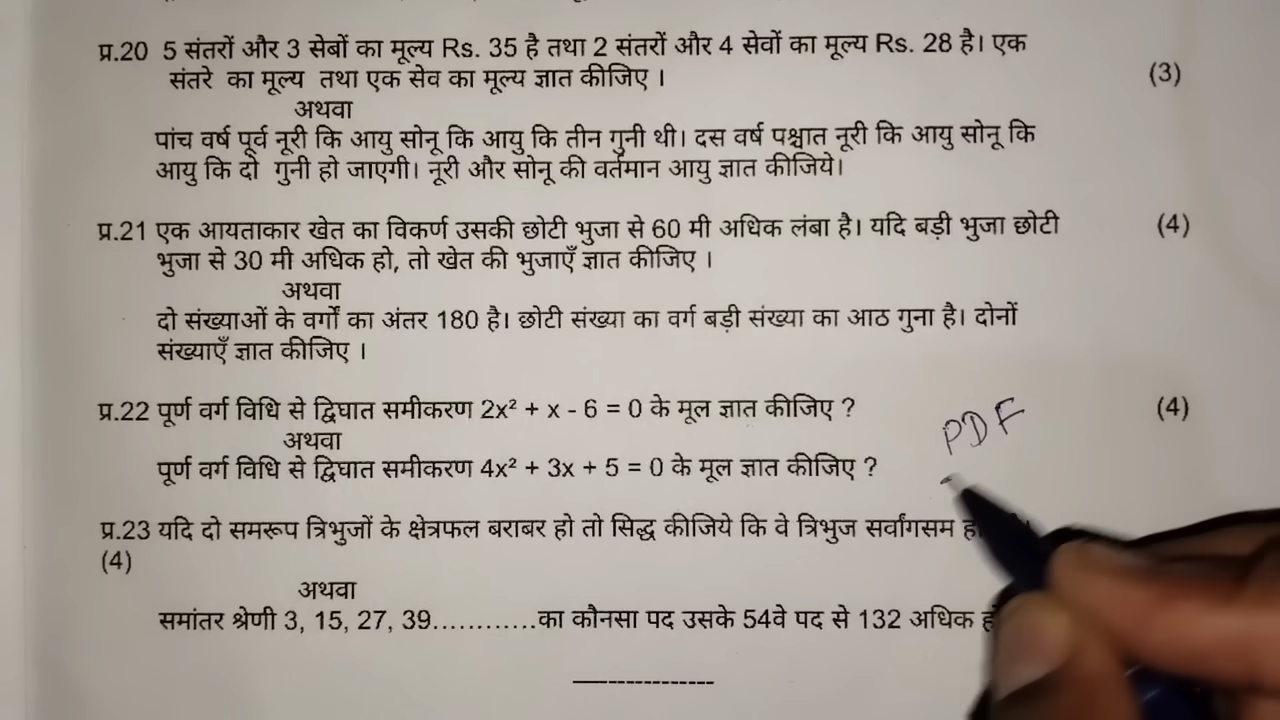 प्र.20 5 संतरों और 3 सेबों का मूल्य Rs. 35 है तथा 2 संतरों और 4 सेवों का मूल्य Rs. 28 है। एक
संतरे का मूल्य तथा एक सेव का मूल्य ज्ञात कीजिए । (3)
अथवा
पांच वर्ष पूर्व नूरी कि आयु सोनू कि आयु कि तीन गुनी थी। दस वर्ष पश्चात नूरी कि आयु सोनू कि
आयु कि दो गुनी हो जाएगी। नूरी और सोनू की वर्तमान आयु ज्ञात कीजिये।
प्र.21 एक आयताकार खेत का विकर्ण उसकी छोटी भुजा से 60 मी अधिक लंबा है। यदि बड़ी भुजा छोटी (4)
भुजा से 30 मी अधिक हो, तो खेत की भुजाएँ ज्ञात कीजिए ।
अथवा
दो संख्याओं के वर्गों का अंतर 180 है। छोटी संख्या का वर्ग बड़ी संख्या का आठ गुना है। दोनों
संख्याएँ ज्ञात कीजिए ।
प्र.22 पूर्ण वर्ग विधि से द्विघात समीकरण 2x² + x - 6 = 0 के मूल ज्ञात कीजिए ? (4)
अथवा
PDF
पूर्ण वर्ग विधि से द्विघात समीकरण 4x² + 3x + 5 = 0 के मूल ज्ञात कीजिए ?
प्र.23 यदि दो समरूप त्रिभुजों के क्षेत्रफल बराबर हो तो सिद्ध कीजिये कि वे त्रिभुज सर्वांगसम
(4)
अथवा
समांतर श्रेणी 3, 15, 27, 39............का कौनसा पद उसके 54वे पद से 132 अधिक